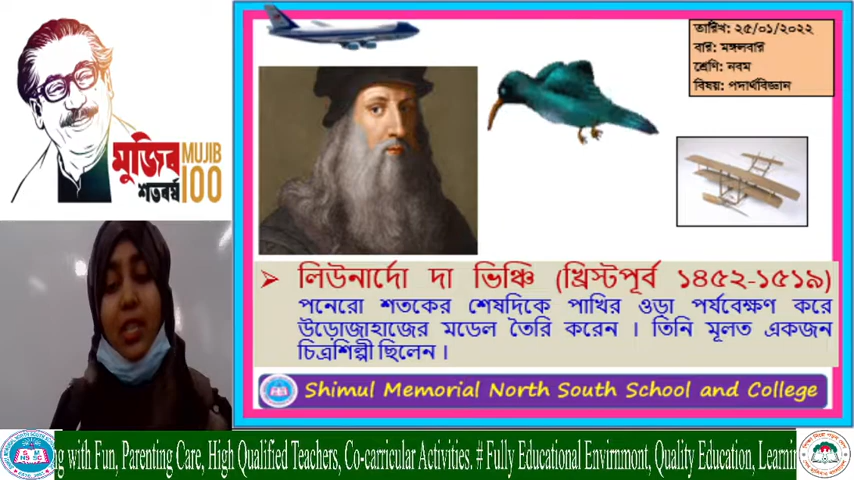 মুজিব MUJIB
শতবর্ষ 100
তারিখ: ২৫/০১/২০২২
বার: মঙ্গলবার
শ্রেণি: নবম
বিষয়: পদার্থবিজ্ঞান
➢ লিউনার্দো দা ভিঞ্চি (খ্রিস্টপূর্ব ১৪৫২-১৫১৯)
পনেরো শতকের শেষদিকে পাখির ওড়া পর্যবেক্ষণ করে
উড়োজাহাজের মডেল তৈরি করেন । তিনি মূলত একজন
চিত্রশিল্পী ছিলেন ।
Shimul Memorial North South School and College
g with Fun, Parenting Care, High Qualified Teachers, Co-carricular Activities. # Fully Educational Envirnment, Quality Education, Learnin